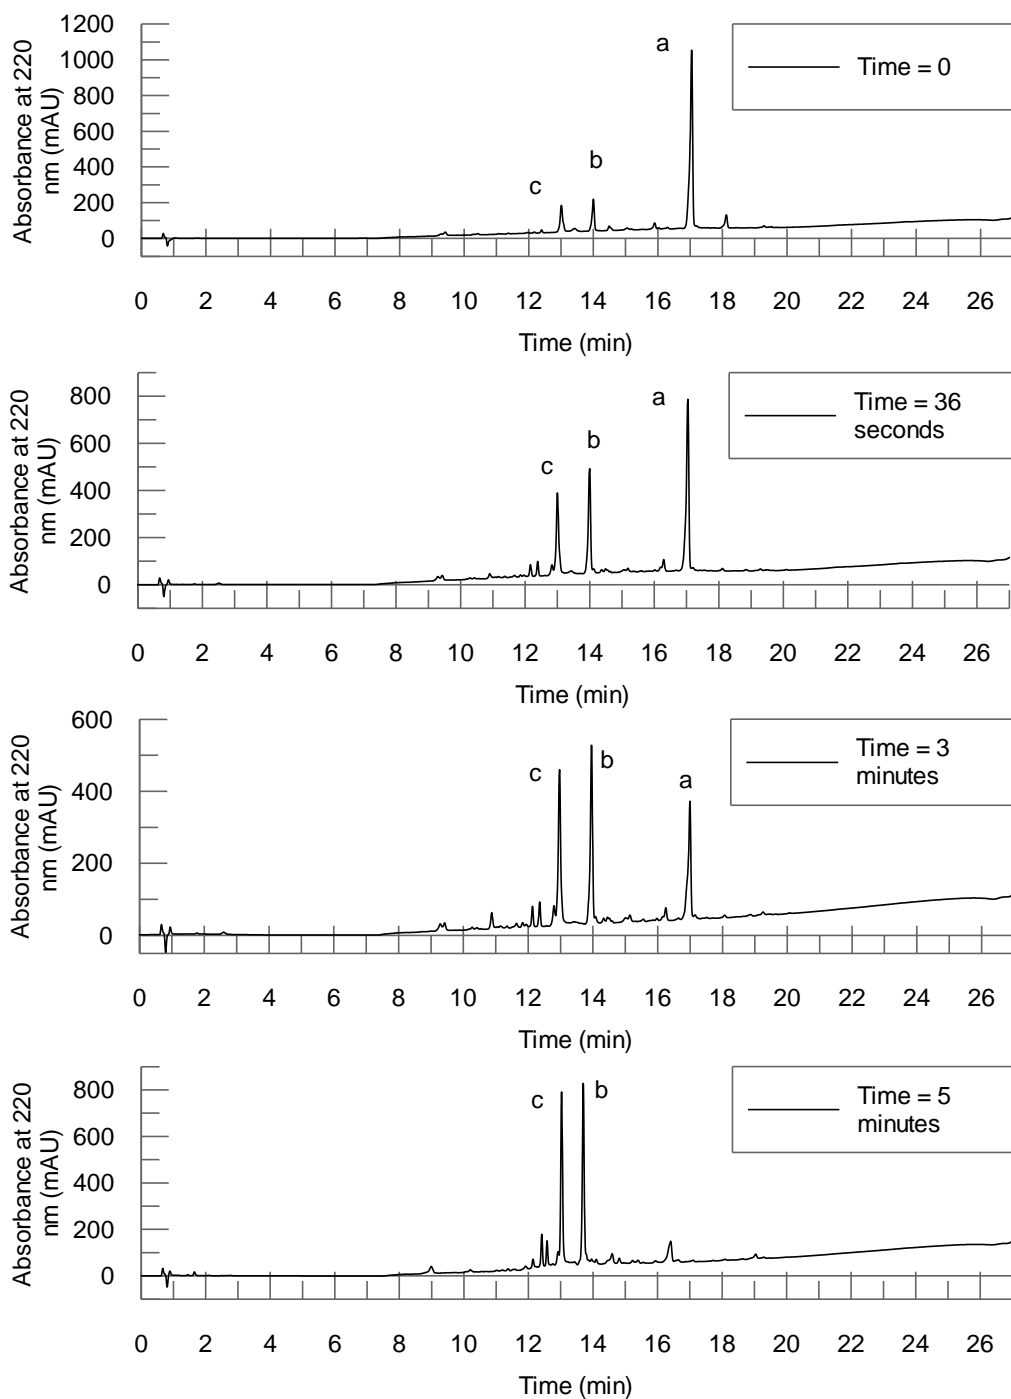 1200
1000
800
600
400
200
0
Absorbance at 220
nm (mAU)
a
b
c
Time = 0
0 2 4 6 8 10 12 14 16 18 20 22 24 26
Time (min)
800
600
400
200
0
Absorbance at 220
nm (mAU)
a
b
c
Time = 36
seconds
0 2 4 6 8 10 12 14 16 18 20 22 24 26
Time (min)
600
400
200
0
Absorbance at 220
nm (mAU)
c
b
a
Time = 3
minutes
0 2 4 6 8 10 12 14 16 18 20 22 24 26
Time (min)
800
600
400
200
0
Absorbance at 220
nm (mAU)
c
b
Time = 5
minutes
0 2 4 6 8 10 12 14 16 18 20 22 24 26
Time (min)